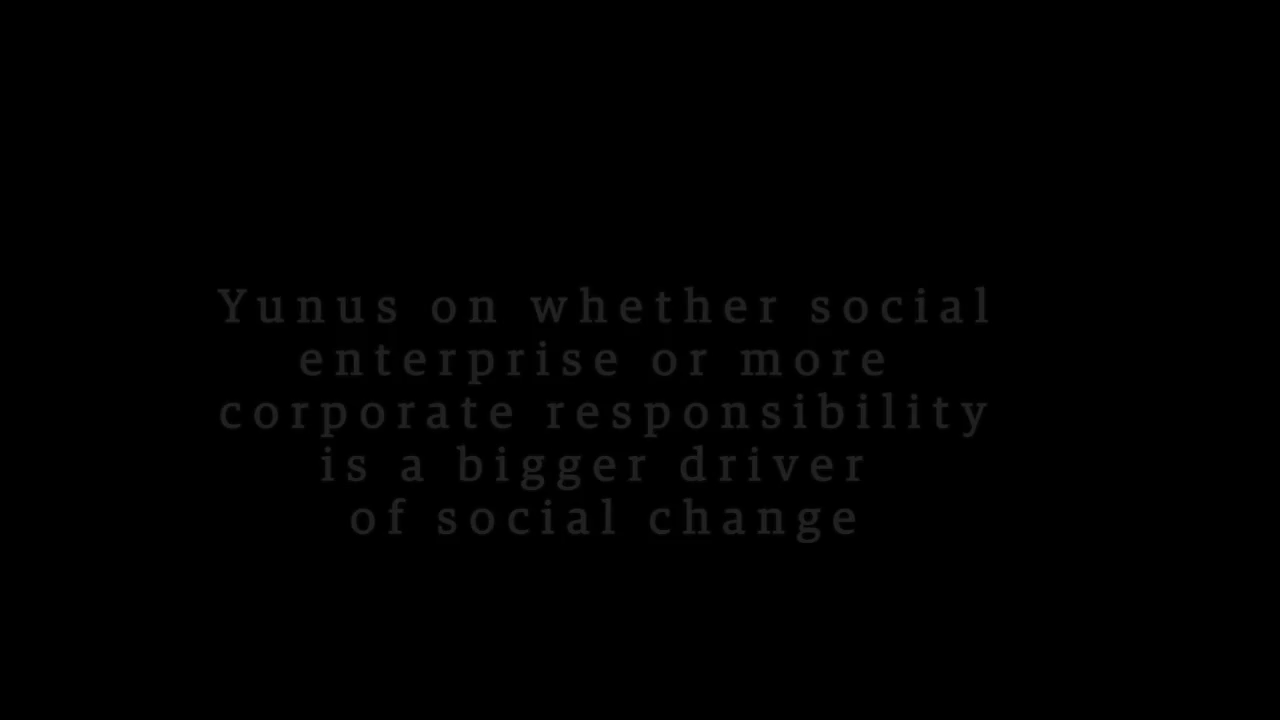 Yunus on whether social
enterprise or more
corporate responsibility
is a bigger driver
of social change